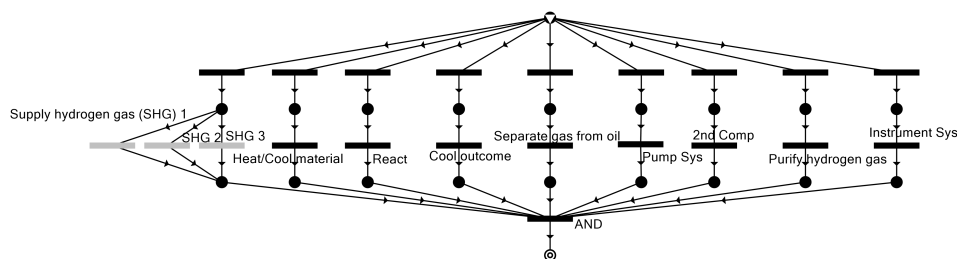 Supply hydrogen gas (SHG) 1
SHG 2
SHG 3
Heat/Cool material
React
Cool outcome
Separate gas from oil
Pump Sys
2nd Comp
Purify hydrogen gas
Instrument Sys
AND